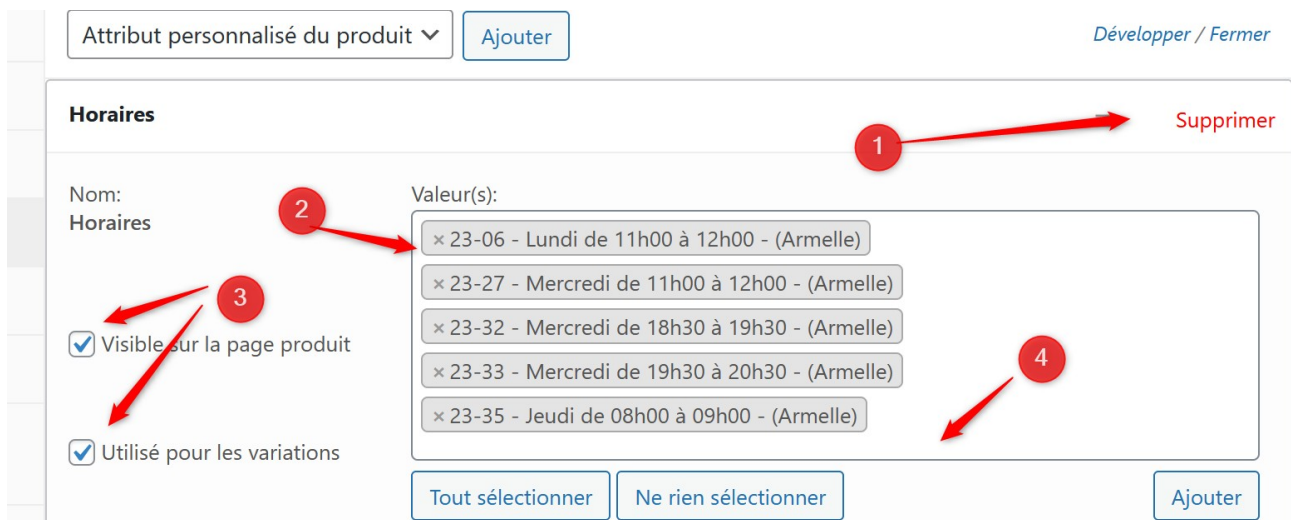 Attribut personnalisé du produit Ajouter Développer / Fermer
Horaires 1 Supprimer
Nom: Valeur(s):
Horaires 2 × 23-06 - Lundi de 11h00 à 12h00 - (Armelle)
× 23-27 - Mercredi de 11h00 à 12h00 - (Armelle)
3
Visible sur la page produit × 23-32 - Mercredi de 18h30 à 19h30 - (Armelle)
× 23-33 - Mercredi de 19h30 à 20h30 - (Armelle) 4
× 23-35 - Jeudi de 08h00 à 09h00 - (Armelle)
Utilisé pour les variations
Tout sélectionner Ne rien sélectionner Ajouter